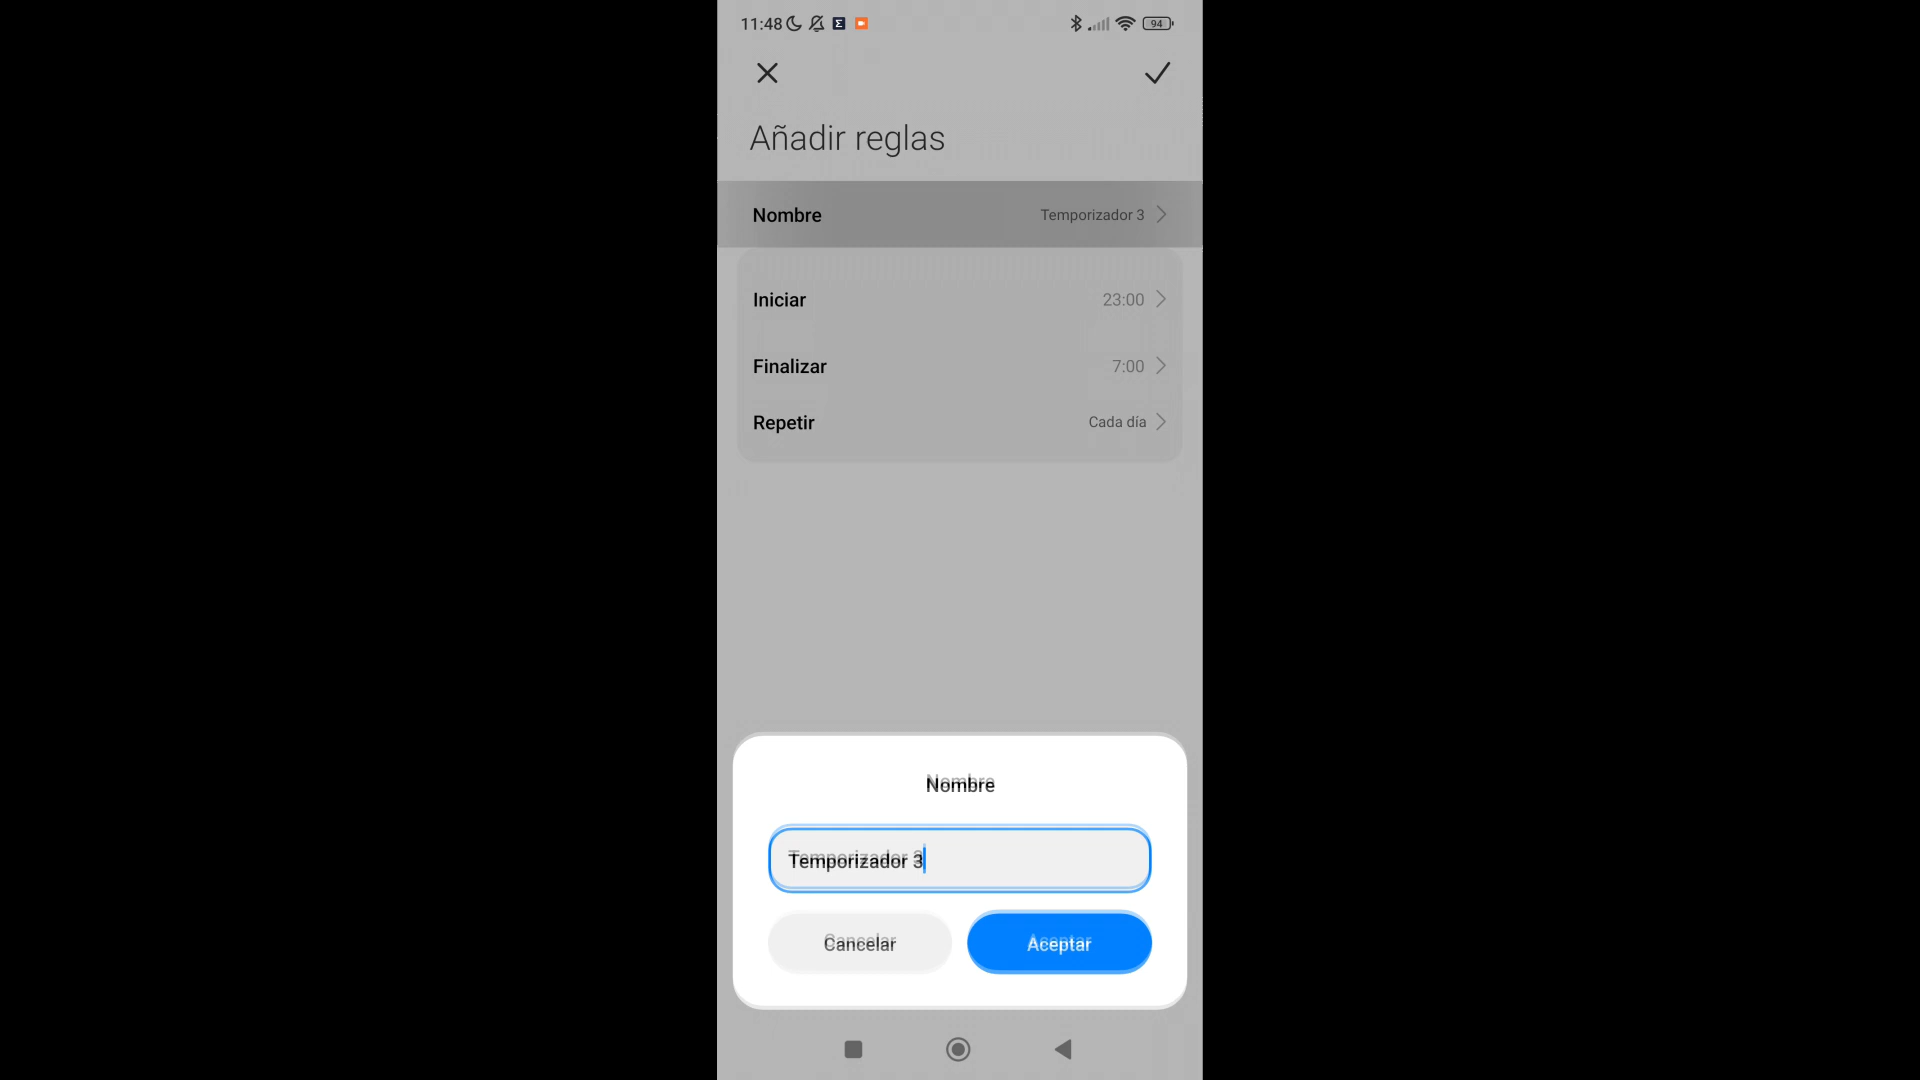 11:48 94
Añadir reglas
Nombre Temporizador 3
Iniciar 23:00
Finalizar 7:00
Repetir Cada día
Nombre
Temporizador 3
Cancelar Aceptar